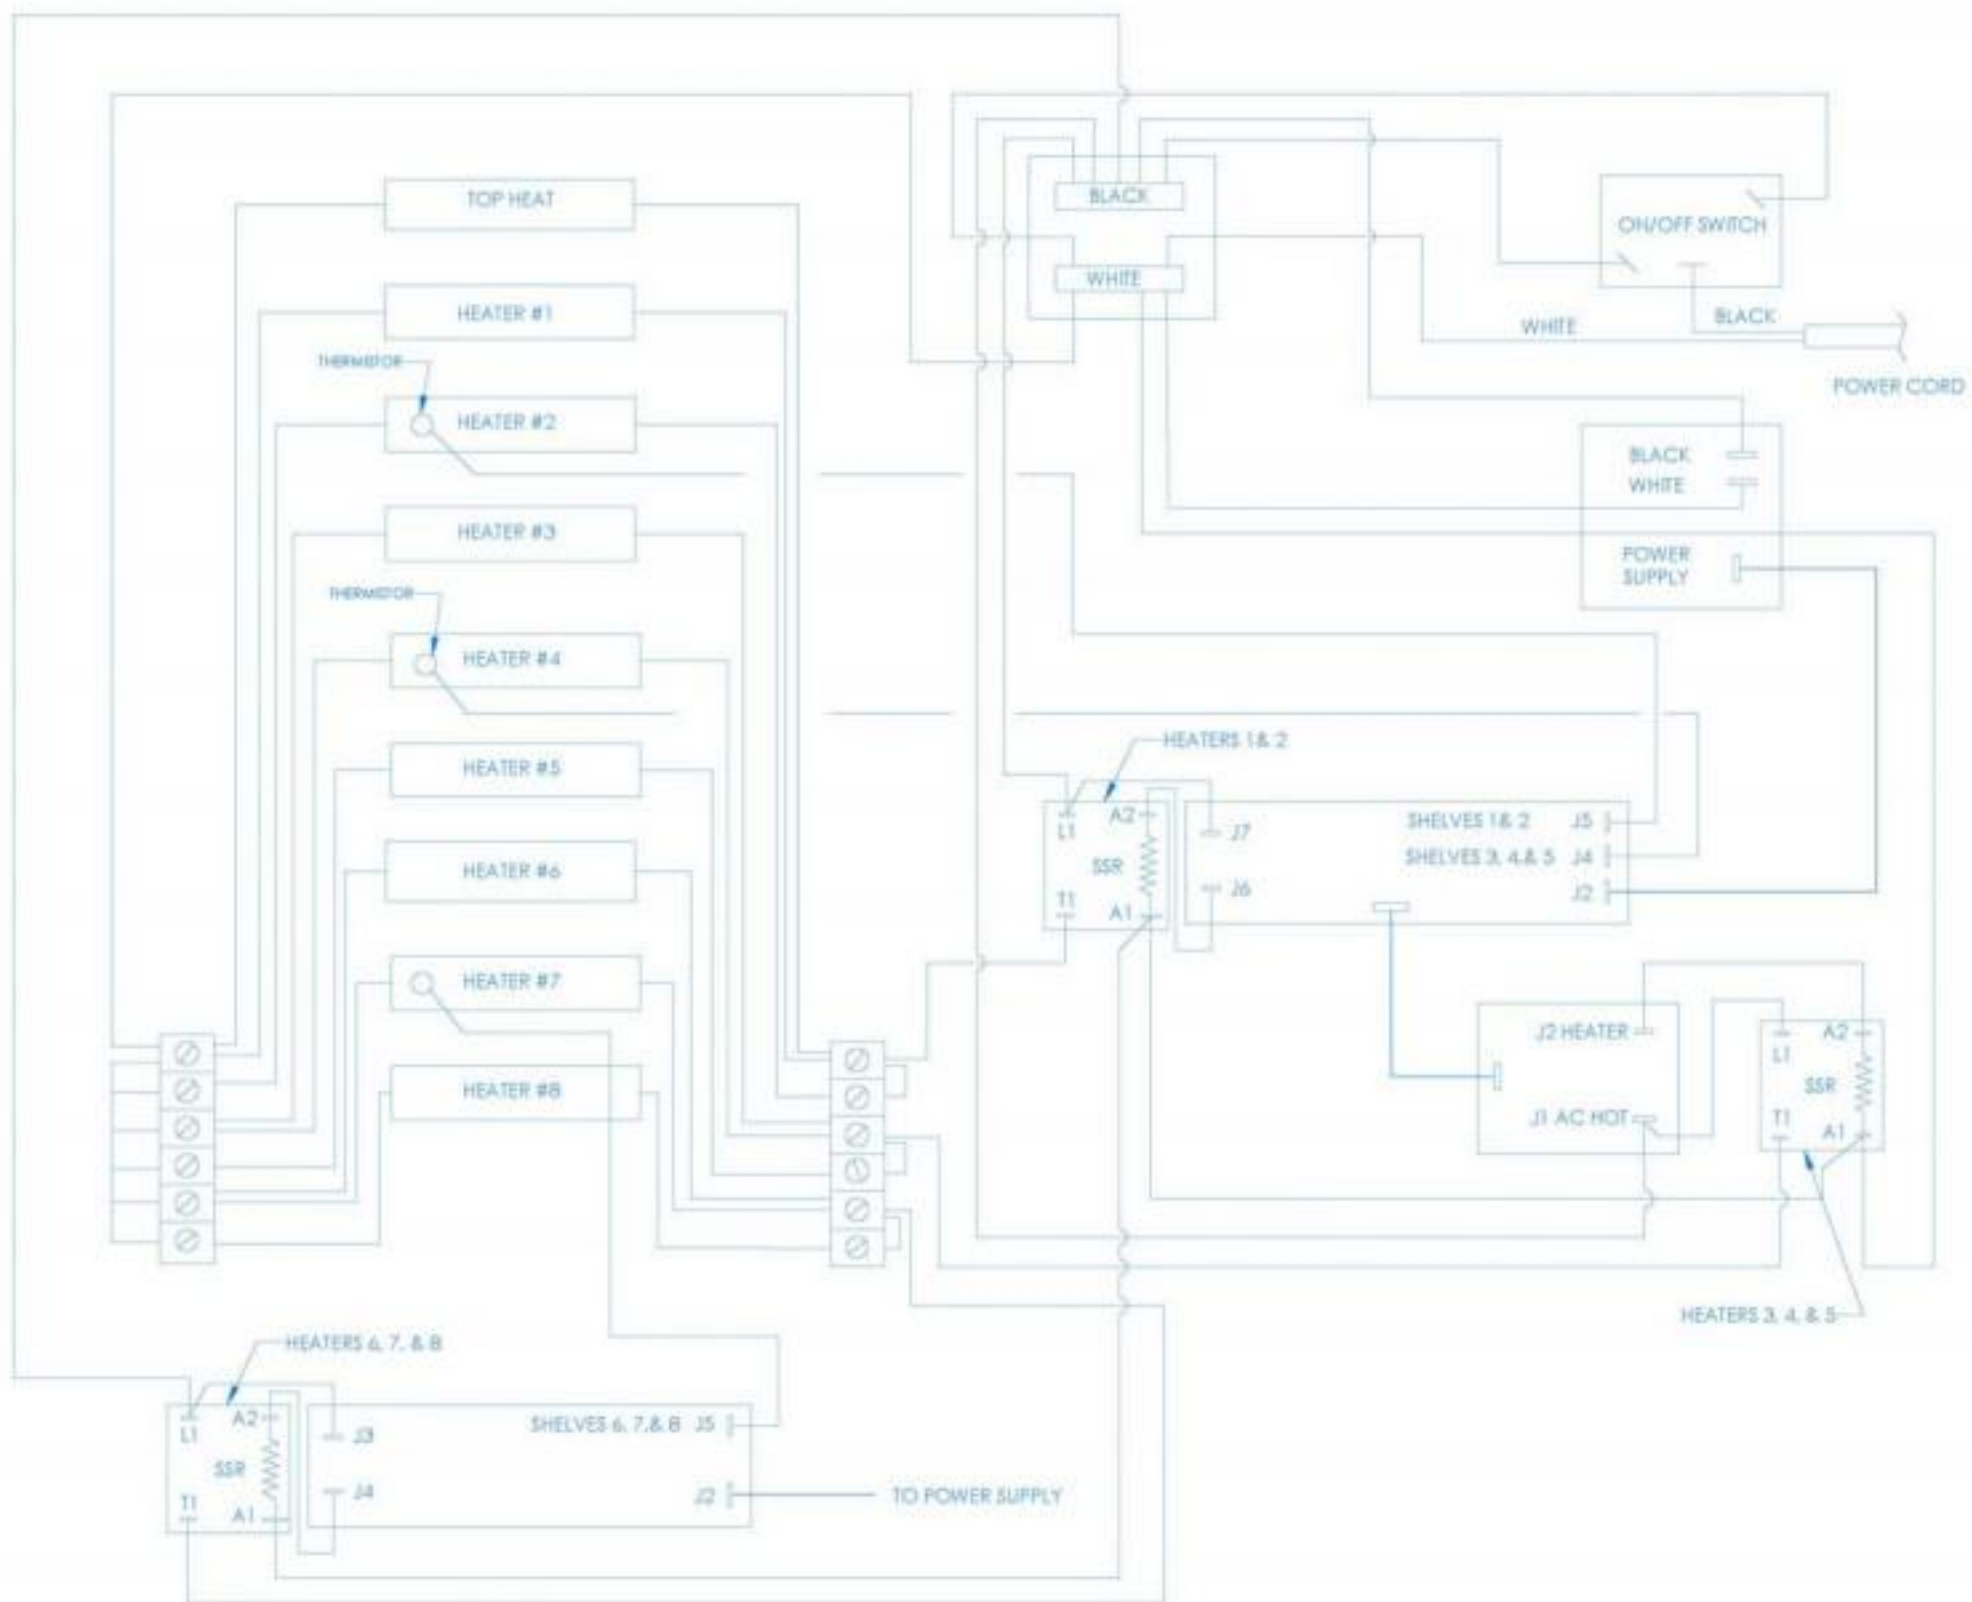 TOP HEAT
BLACK
ON/OFF SWITCH
WHITE
HEATER #1
WHITE
BLACK
THERMISTOR
POWER CORD
HEATER #2
BLACK
WHITE
HEATER #3
POWER
SUPPLY
THERMISTOR
HEATER #4
HEATERS 1& 2
HEATER #5
L1
A2
J7
SHELVES 1& 2 J5
SSR
SHELVES 3, 4,& 5 J4
HEATER #6
T1
A1
J6
J2
HEATER #7
J2 HEATER
L1
A2
HEATER #8
SSR
J1 AC HOT
T1
A1
HEATERS 3, 4, & 5
HEATERS 6, 7, & 8
L1
A2
J3
SHELVES 6, 7,& 8 J5
SSR
T1
A1
J4
J2
TO POWER SUPPLY